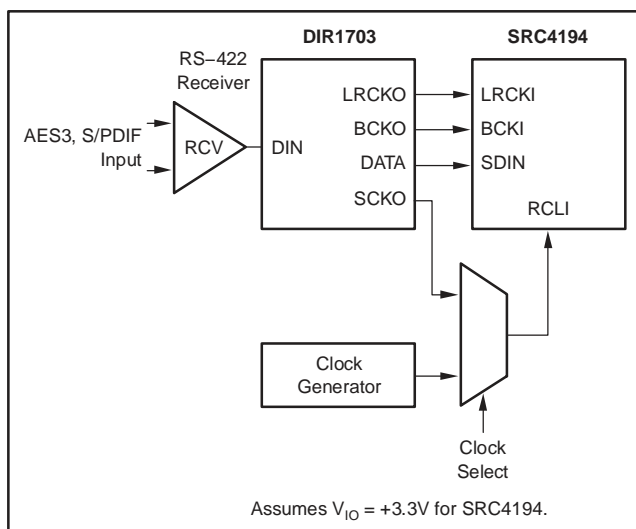 DIR1703
SRC4194
RS–422
Receiver
AES3, S/PDIF
Input
RCV
DIN
LRCKO
BCKO
DATA
SCKO
LRCKI
BCKI
SDIN
RCLI
Clock
Generator
Clock
Select
Assumes VIO = +3.3V for SRC4194.